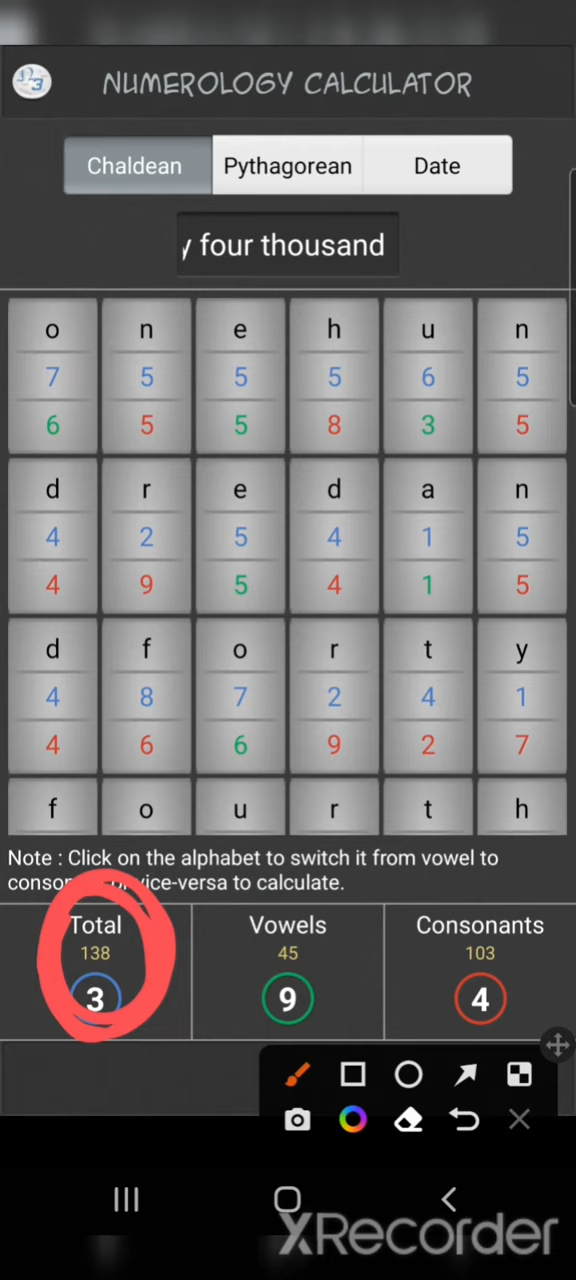 NUMEROLOGY CALCULATOR
Chaldean Pythagorean Date
y four thousand
o n e h u n
7 5 5 5 6 5
6 5 5 8 3 5
d r e d a n
4 2 5 4 1 5
4 9 5 4 1 5
d f o r t y
4 8 7 2 4 1
4 6 6 9 2 7
f o u r t h
Note : Click on the alphabet to switch it from vowel to
vice-versa to calculate.
Total Vowels Consonants
138 45 103
3 9 4
XRecorder